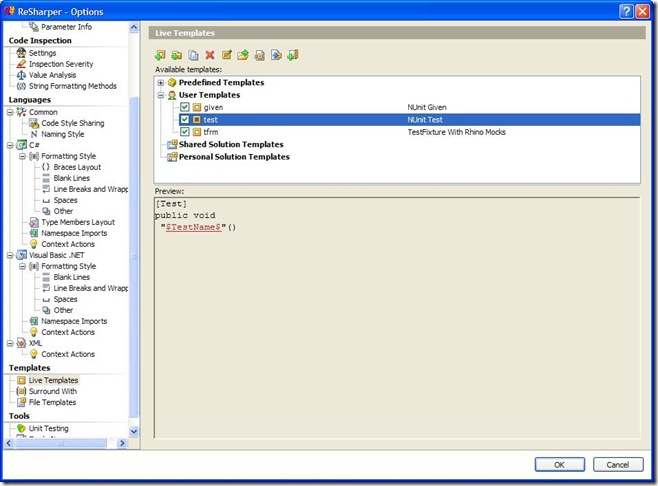 ReSharper - Options
Parameter Info
Code Inspection
Settings
Inspection Severity
Value Analysis
String Formatting Methods
Languages
Common
Code Style Sharing
Naming Style
C#
Formatting Style
Braces Layout
Blank Lines
Line Breaks and Wrapp
Spaces
Other
Type Members Layout
Namespace Imports
Context Actions
Visual Basic .NET
Formatting Style
Blank Lines
Line Breaks and Wrapp
Spaces
Other
Namespace Imports
Context Actions
XML
Context Actions
Templates
Live Templates
Surround With
File Templates
Tools
Unit Testing
Live Templates
Available templates:
Predefined Templates
User Templates
given NUnit Given
test NUnit Test
tfrm TestFixture With Rhino Mocks
Shared Solution Templates
Personal Solution Templates
Preview:
[Test]
public void
"$TestName$"()
OK Cancel